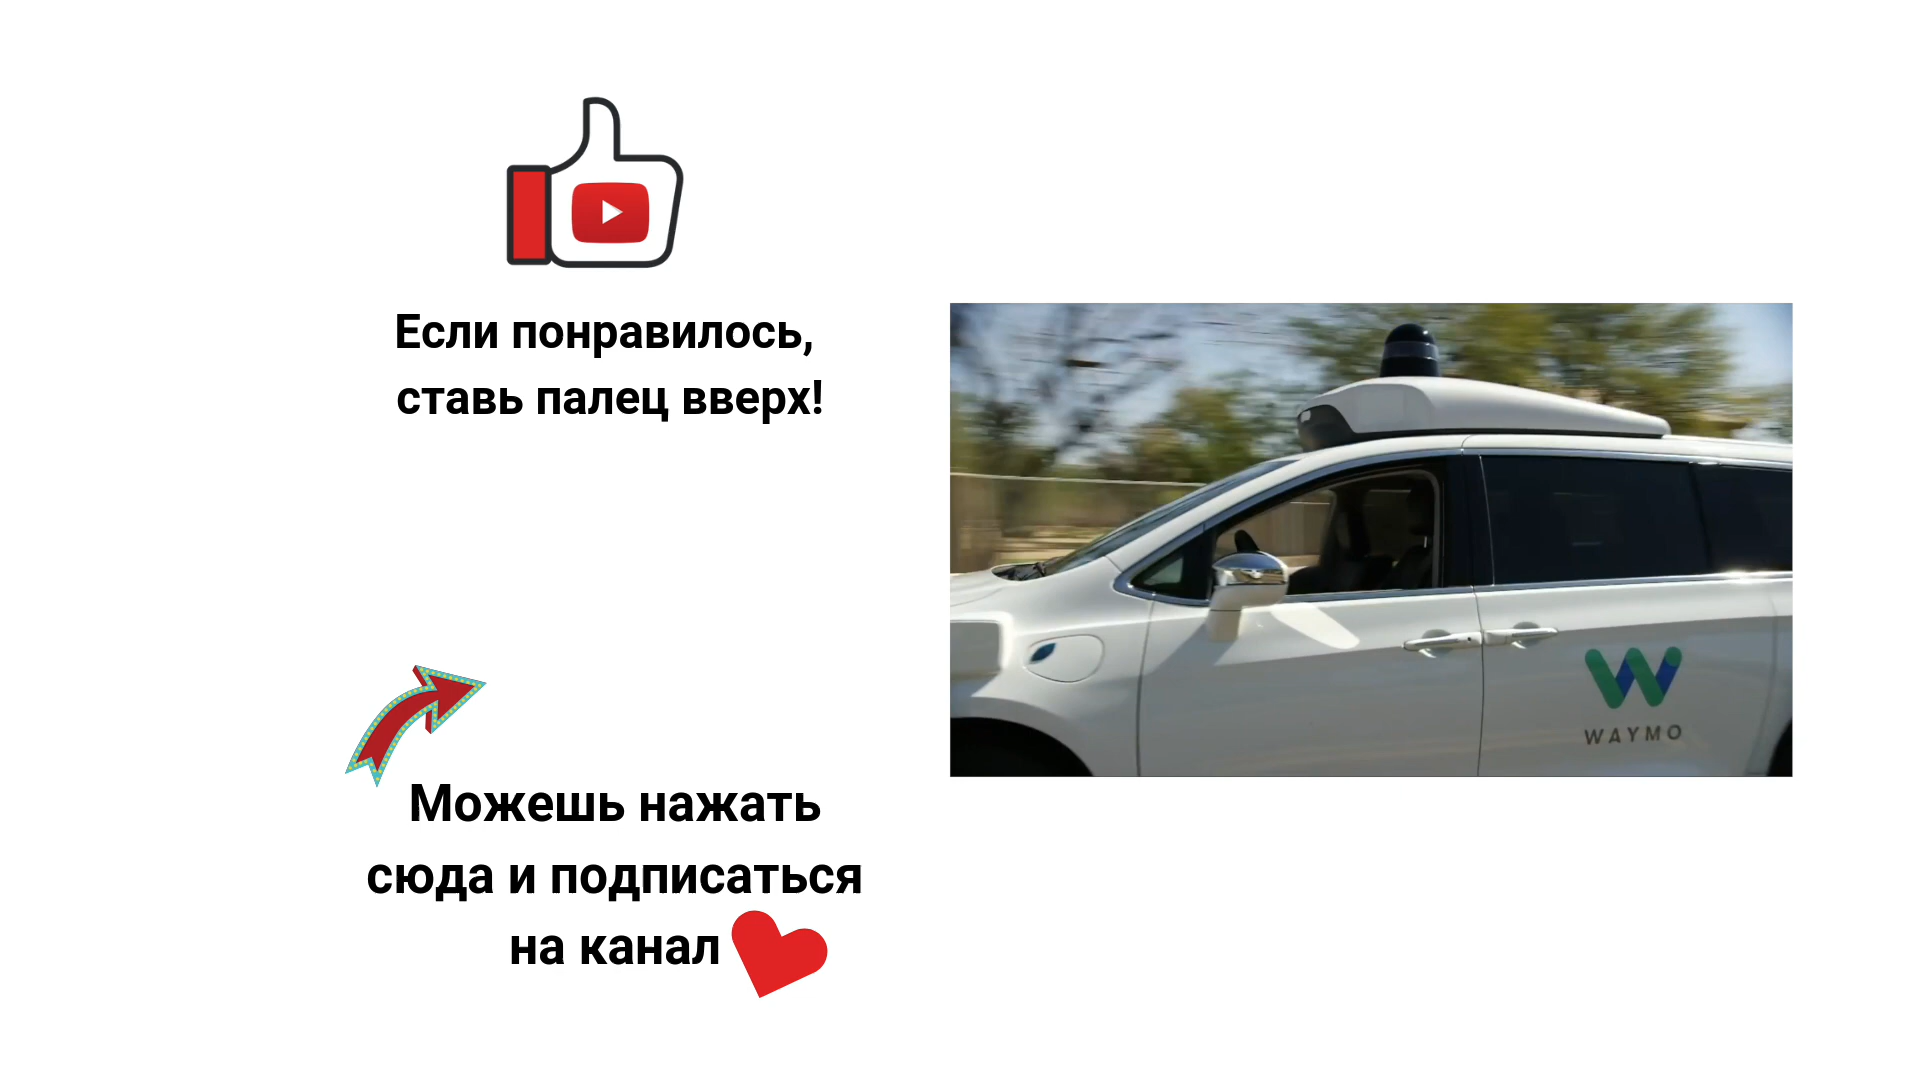 Если понравилось,
ставь палец вверх!
Можешь нажать
сюда и подписаться
на канал
WAYMO